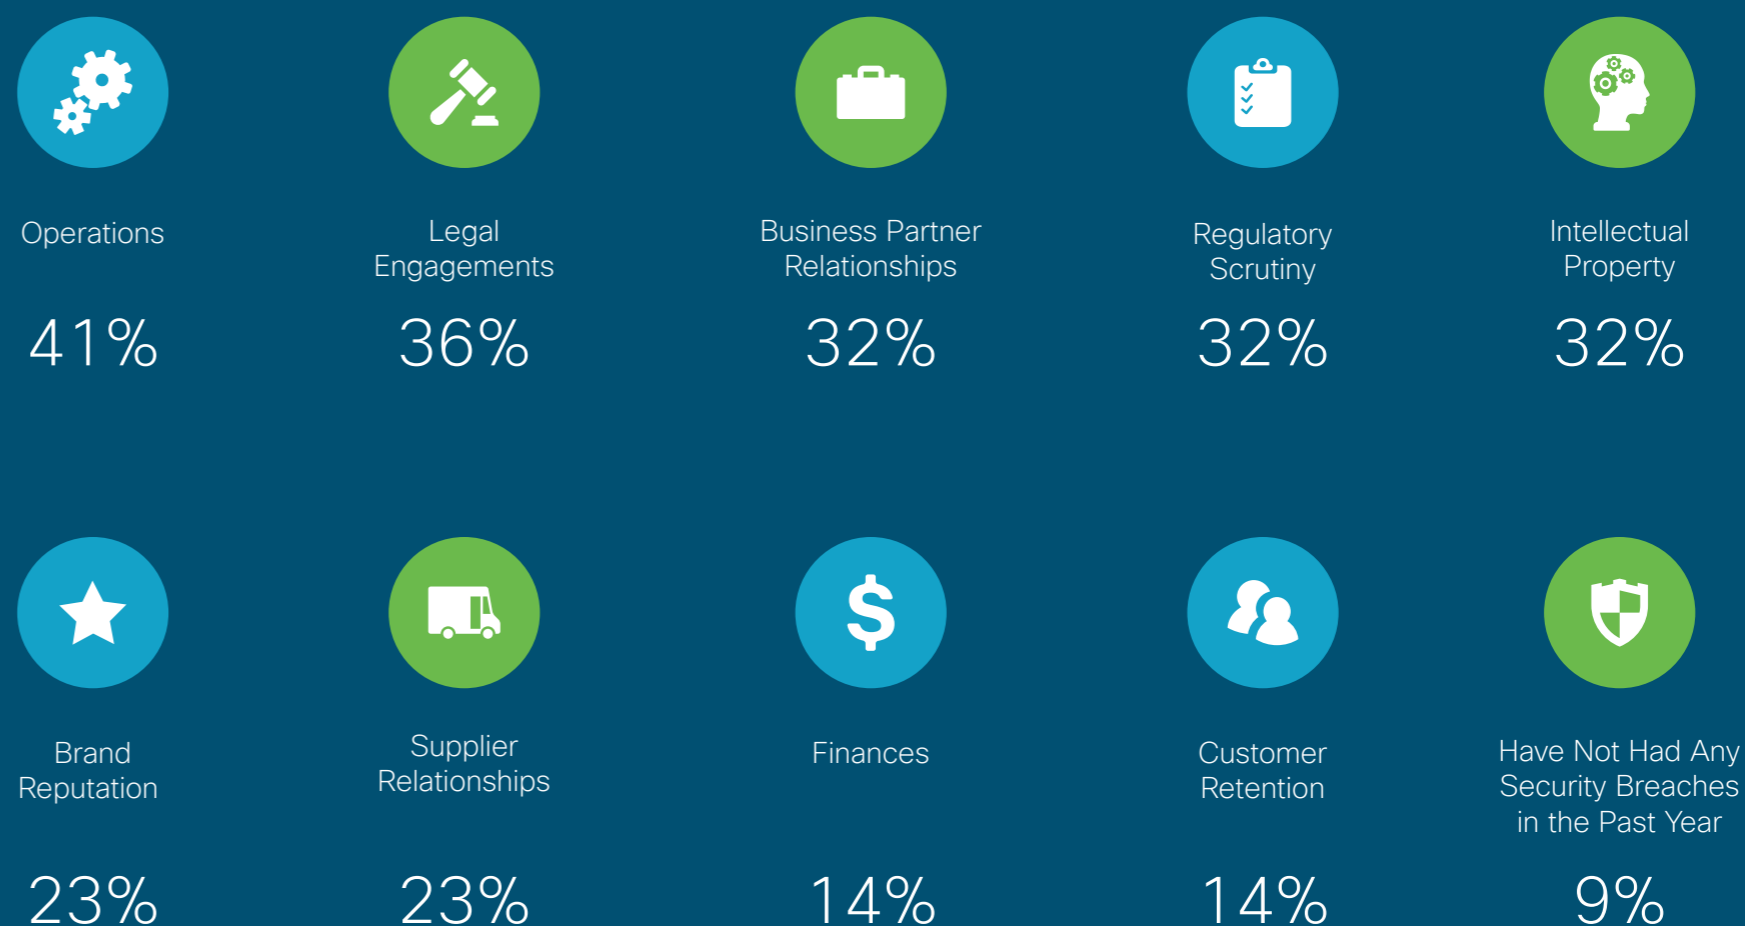 Operations
41%
Legal
Engagements
36%
Business Partner
Relationships
32%
Regulatory
Scrutiny
32%
Intellectual
Property
32%
Brand
Reputation
23%
Supplier
Relationships
23%
$
Finances
14%
Customer
Retention
14%
Have Not Had Any
Security Breaches
in the Past Year
9%